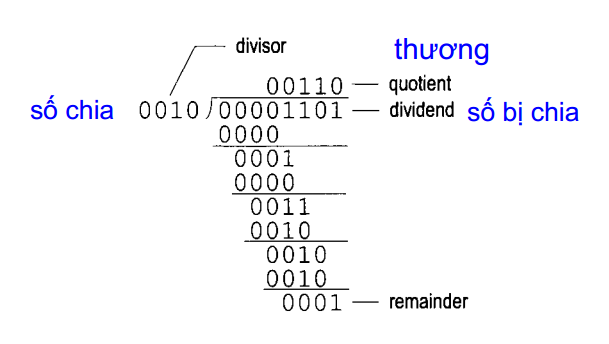 divisor
thương
00110 quotient
số chia 0010 00001101 dividend số bị chia
0000
0001
0000
0011
0010
0010
0010
0001 remainder